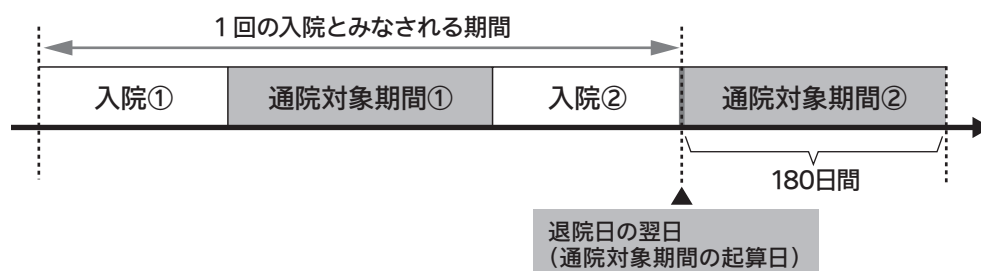 1回の入院とみなされる期間
入院①
通院対象期間①
入院②
通院対象期間②
180日間
退院日の翌日
（通院対象期間の起算日）